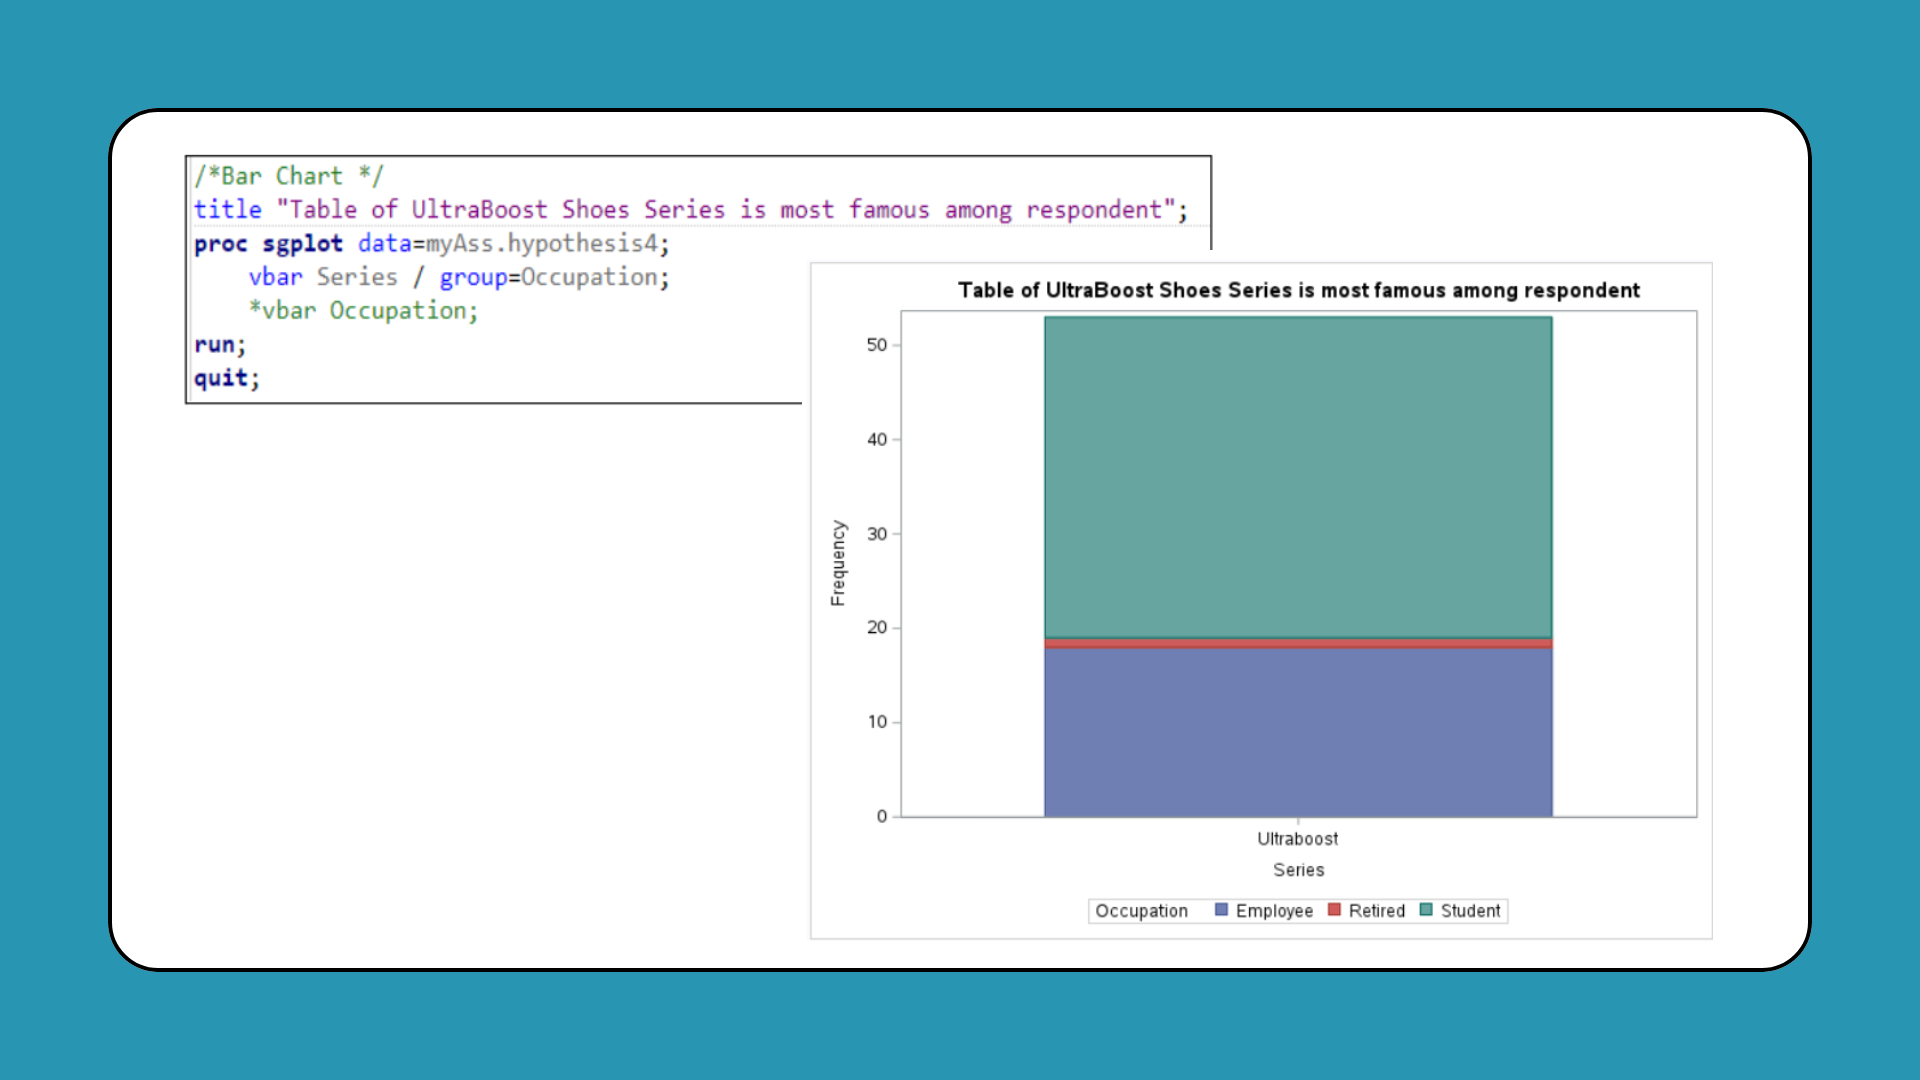 /*Bar Chart */
title "Table of UltraBoost Shoes Series is most famous among respondent";
proc sgplot data=myAss.hypothesis4;
    vbar Series / group=Occupation;
    *vbar Occupation;
run;
quit;
Table of UltraBoost Shoes Series is most famous among respondent
Frequency
50
40
30
20
10
0
Ultraboost
Series
Occupation Employee Retired Student